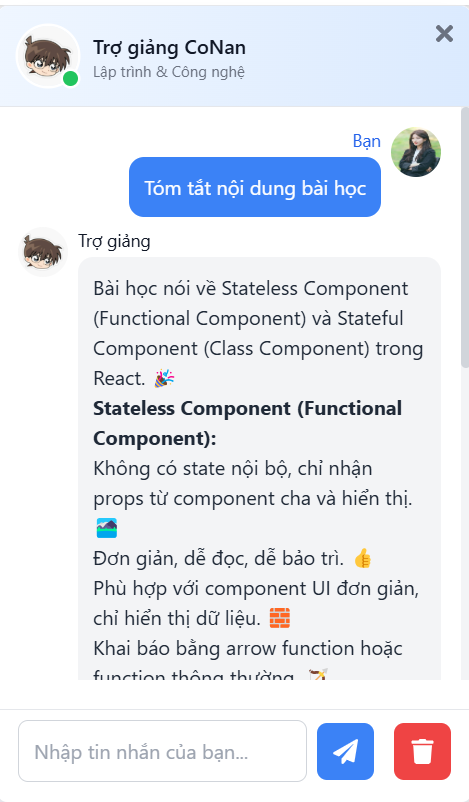 Trợ giảng CoNan
Lập trình & Công nghệ
Bạn
Tóm tắt nội dung bài học
Trợ giảng
Bài học nói về Stateless Component
(Functional Component) và Stateful
Component (Class Component) trong
React. 🎉
Stateless Component (Functional
Component):
Không có state nội bộ, chỉ nhận
props từ component cha và hiển thị.
🏞️
Đơn giản, dễ đọc, dễ bảo trì. 👍
Phù hợp với component UI đơn giản,
chỉ hiển thị dữ liệu. 🧱
Khai báo bằng arrow function hoặc
function thông thường. 🏹
Nhập tin nhắn của bạn...